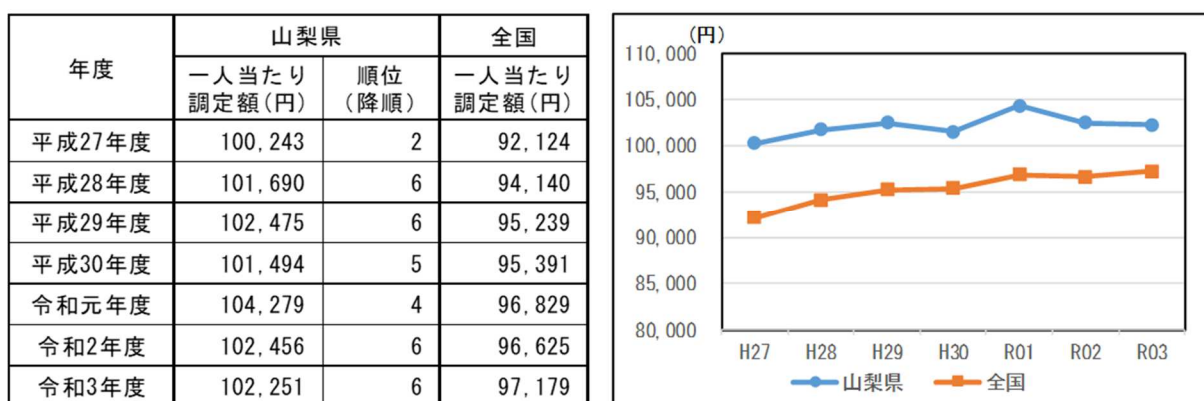 年度 山梨県 全国
一人当たり 順位 一人当たり
調定額(円) (降順) 調定額(円)
平成27年度 100,243 2 92,124
平成28年度 101,690 6 94,140
平成29年度 102,475 6 95,239
平成30年度 101,494 5 95,391
令和元年度 104,279 4 96,829
令和2年度 102,456 6 96,625
令和3年度 102,251 6 97,179
(円)
110,000
105,000
100,000
95,000
90,000
85,000
80,000
H27 H28 H29 H30 R01 R02 R03
山梨県 全国